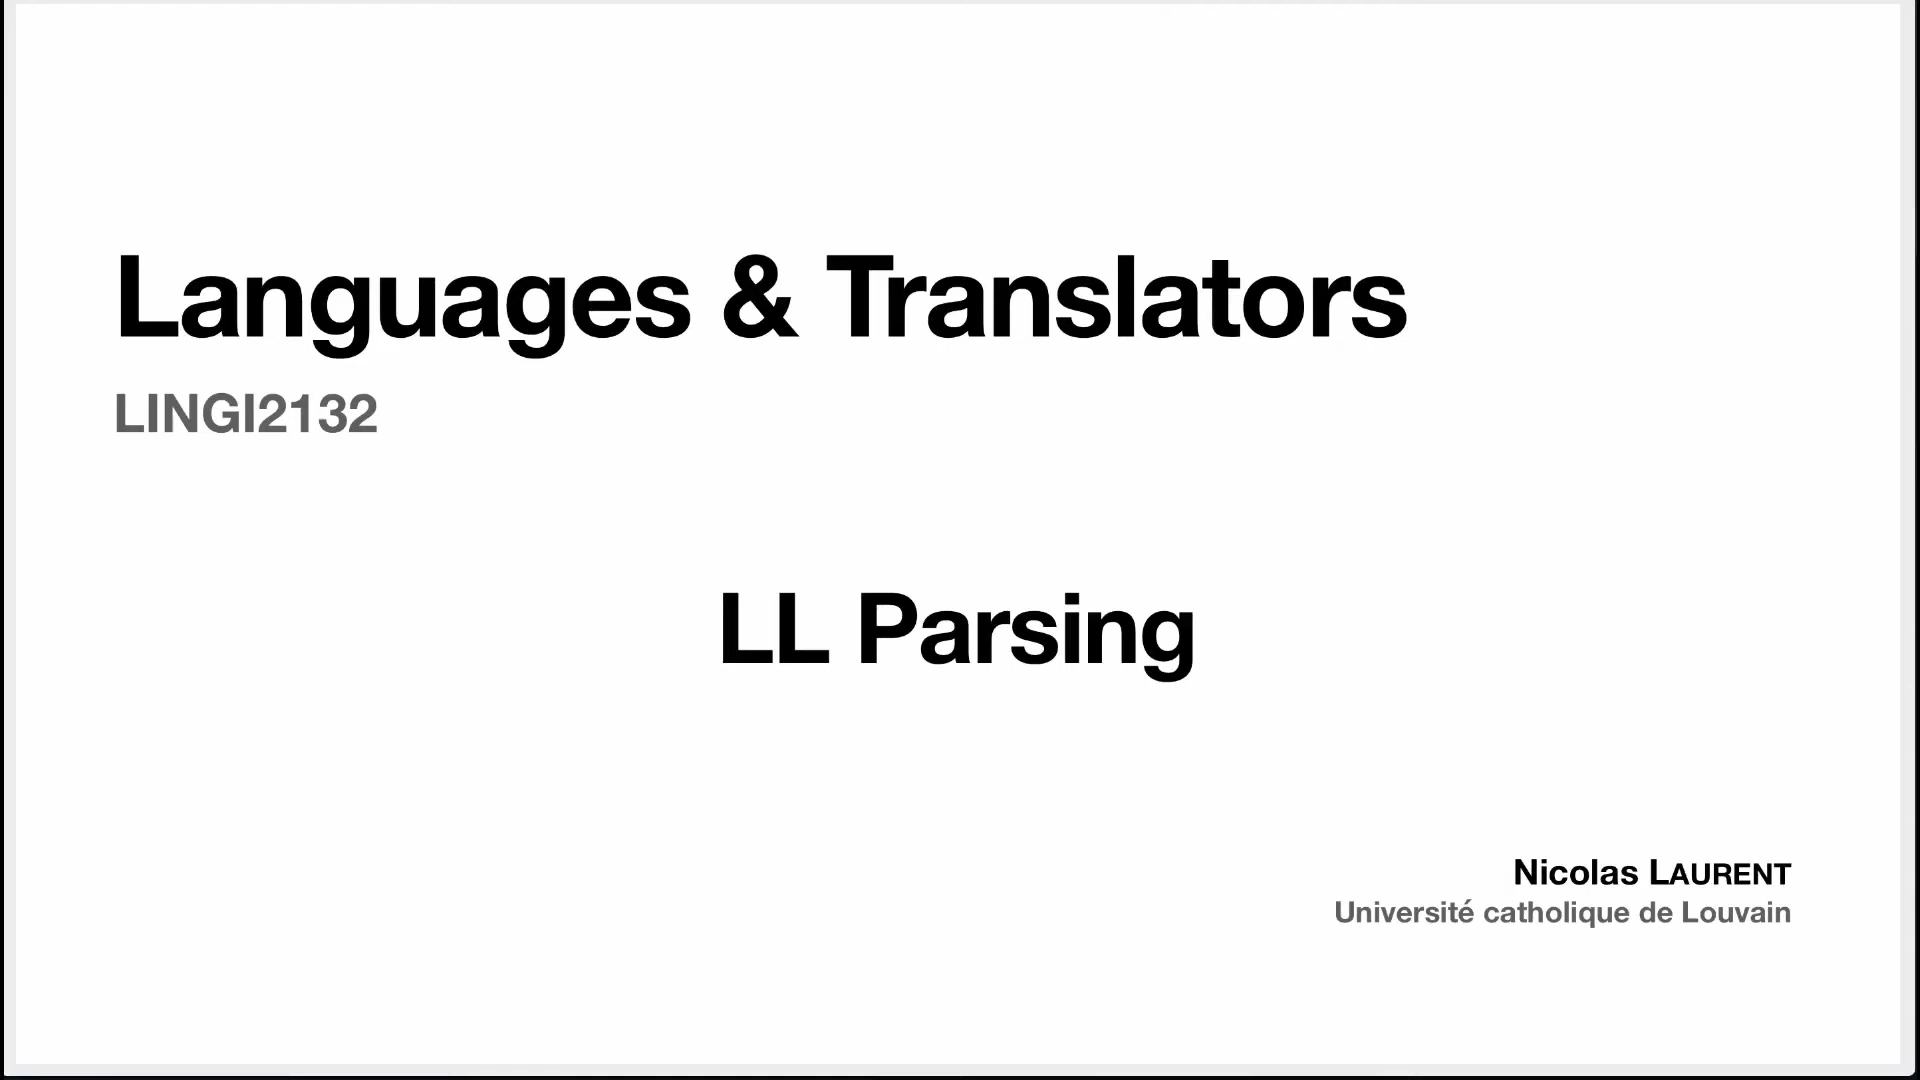 Languages & Translators
LINGI2132
LL Parsing
Nicolas LAURENT
Université catholique de Louvain